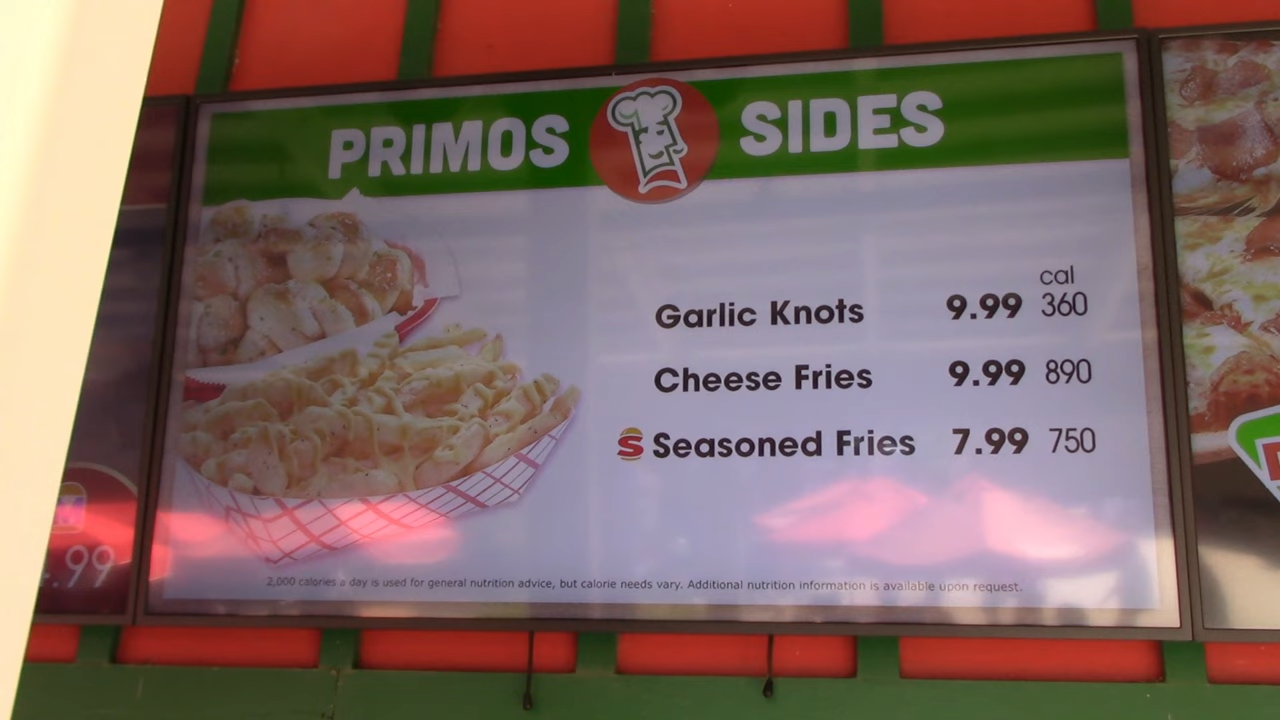 PRIMOS SIDES
cal
Garlic Knots 9.99 360
Cheese Fries 9.99 890
S Seasoned Fries 7.99 750
.99
2,000 calories a day is used for general nutrition advice, but calorie needs vary. Additional nutrition information is available upon request.